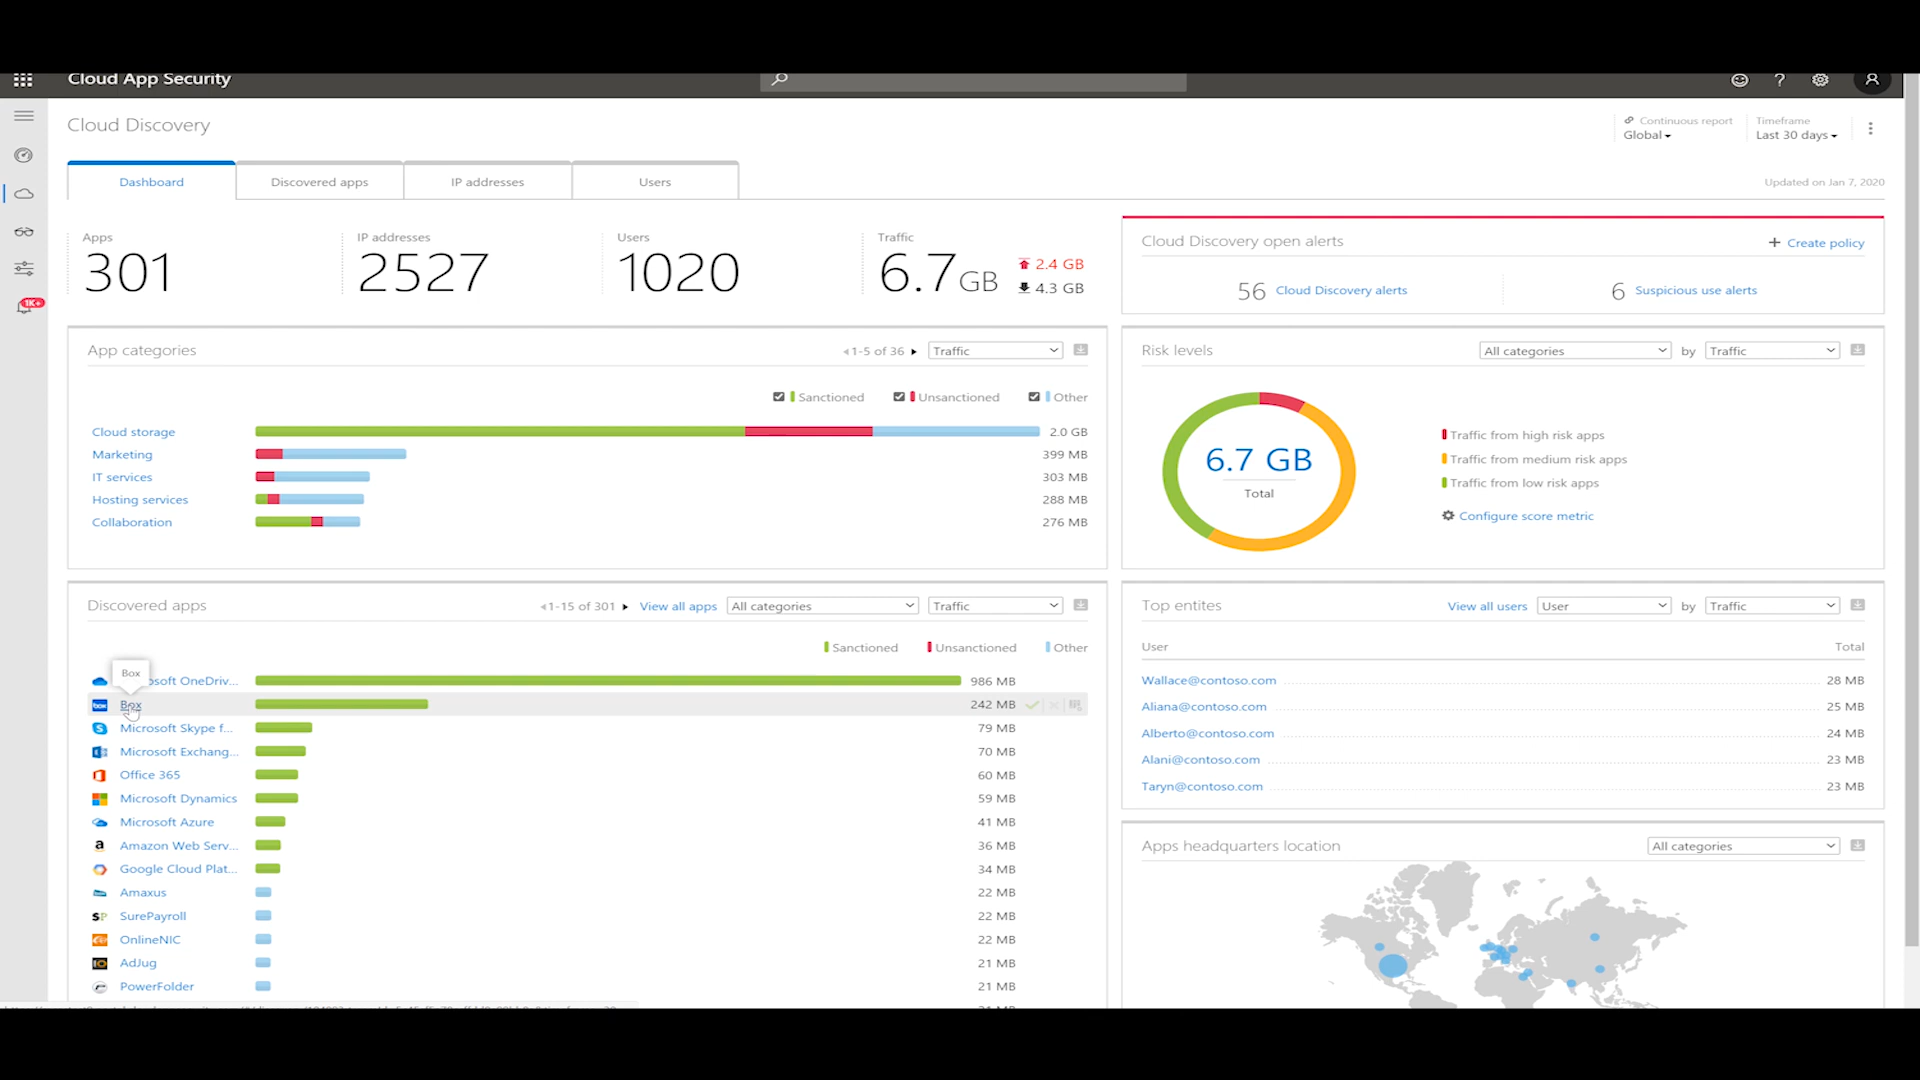 Cloud App Security
?
Cloud Discovery
Continuous report
Global
Timeframe
Last 30 days
Dashboard
Discovered apps
IP addresses
Users
Updated on Jan 7, 2020
1K+
Apps
301
IP addresses
2527
Users
1020
Traffic
6.7 GB
2.4 GB
4.3 GB
Cloud Discovery open alerts
+ Create policy
56 Cloud Discovery alerts
6 Suspicious use alerts
App categories
1-5 of 36
Traffic
Sanctioned
Unsanctioned
Other
Cloud storage
2.0 GB
Marketing
399 MB
IT services
303 MB
Hosting services
288 MB
Collaboration
276 MB
Risk levels
All categories
by
Traffic
6.7 GB
Total
Traffic from high risk apps
Traffic from medium risk apps
Traffic from low risk apps
Configure score metric
Discovered apps
1-15 of 301
View all apps
All categories
Traffic
Sanctioned
Unsanctioned
Other
Box
osoft OneDriv...
986 MB
box
Box
242 MB
Microsoft Skype f...
79 MB
Microsoft Exchang...
70 MB
Office 365
60 MB
Microsoft Dynamics
59 MB
Microsoft Azure
41 MB
a
Amazon Web Serv...
36 MB
Google Cloud Plat...
34 MB
Amaxus
22 MB
SP
SurePayroll
22 MB
OnlineNIC
22 MB
AdJug
21 MB
PowerFolder
21 MB
Top entites
View all users
User
by
Traffic
User
Total
Wallace@contoso.com
28 MB
Aliana@contoso.com
25 MB
Alberto@contoso.com
24 MB
Alani@contoso.com
23 MB
Taryn@contoso.com
23 MB
Apps headquarters location
All categories